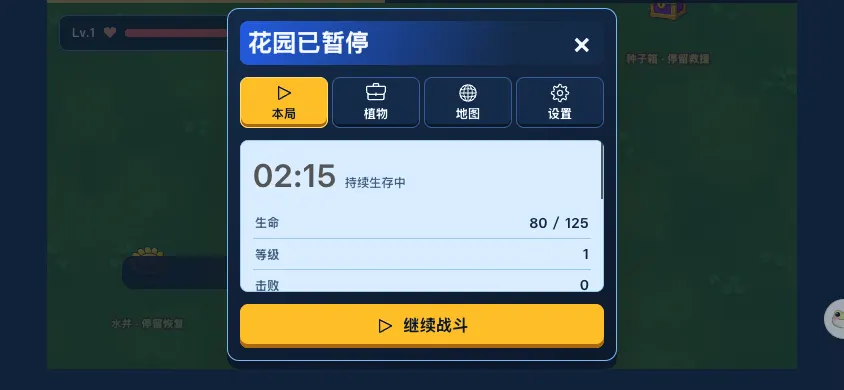 Lv.1
花园已暂停
种子箱 · 停留救援
本局
植物
地图
设置
02:15 持续生存中
生命 80 / 125
等级 1
击败 0
水井 · 停留恢复
继续战斗